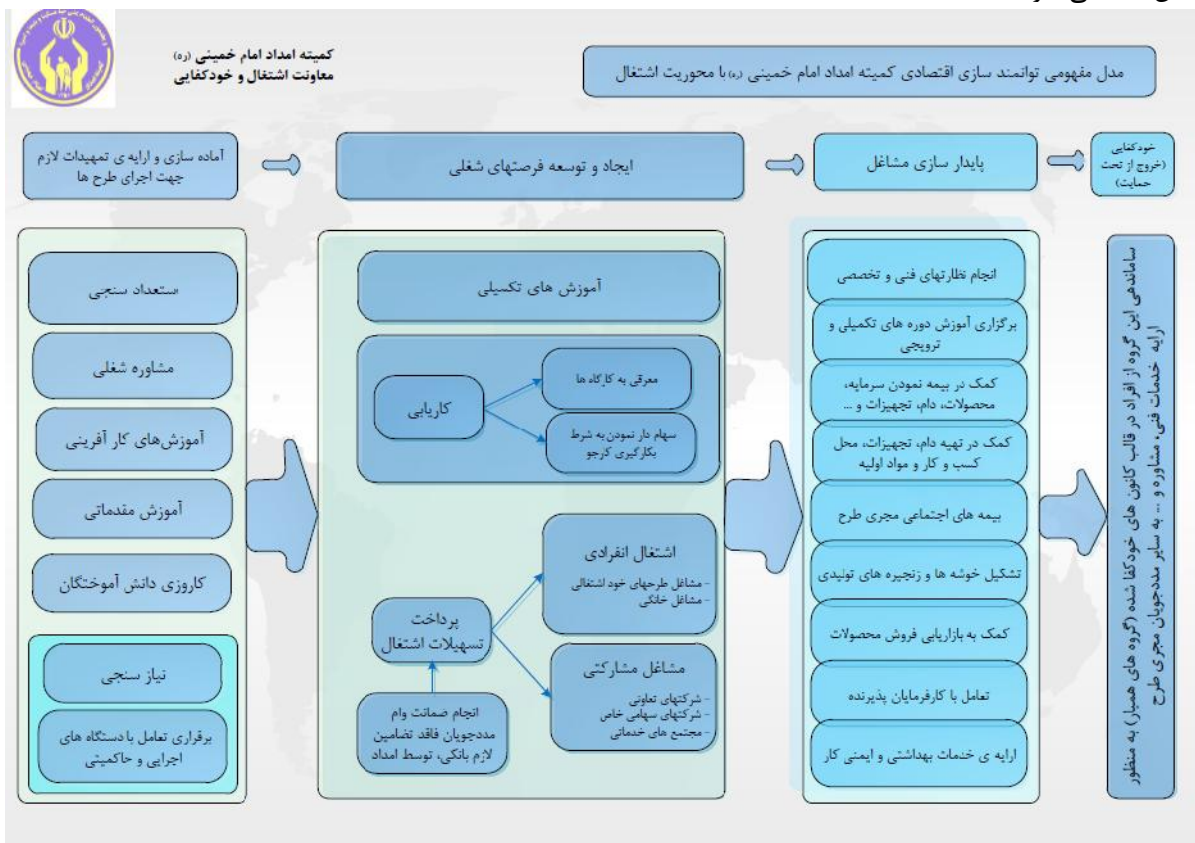 کمیته امداد امام خمینی (ره)
معاونت اشتغال و خودکفایی
مدل مفهومی توانمند سازی اقتصادی کمیته امداد امام خمینی (ره) با محوریت اشتغال
آماده سازی و ارایه ی تمهیدات لازم
جهت اجرای طرح ها
ایجاد و توسعه فرصتهای شغلی
پایدار سازی مشاغل
خودکفایی
(خروج از تحت
حمایت)
استعداد سنجی
مشاوره شغلی
آموزش‌های کار آفرینی
آموزش مقدماتی
کاروزی دانش آموختگان
نیاز سنجی
برقراری تعامل با دستگاه های
اجرایی و حاکمیتی
آموزش های تکمیلی
کاریابی
معرفی به کارگاه ها
سهام دار نمودن به شرط
بکارگیری کارجو
اشتغال انفرادی
- مشاغل طرحهای خود اشتغالی
- مشاغل خانگی
پرداخت
تسهیلات اشتغال
مشاغل مشارکتی
- شرکتهای تعاونی
- شرکتهای سهامی خاص
- مجتمع های خدماتی
انجام ضمانت وام
مددجویان فاقد تضامین
لازم بانکی، توسط امداد
انجام نظارتهای فنی و تخصصی
برگزاری آموزش دوره های تکمیلی و
ترویجی
کمک در بیمه نمودن سرمایه،
محصولات، دام، تجهیزات و ...
کمک در تهیه دام، تجهیزات، محل
کسب و کار و مواد اولیه
بیمه های اجتماعی مجری طرح
تشکیل خوشه ها و زنجیره های تولیدی
کمک به بازاریابی فروش محصولات
تعامل با کارفرمایان پذیرنده
ارایه ی خدمات بهداشتی و ایمنی کار
ساماندهی این گروه از افراد در قالب کانون های خودکفا شده (گروه های همیار) به منظور
ارایه خدمات فنی، مشاوره و ... به سایر مددجویان مجری طرح